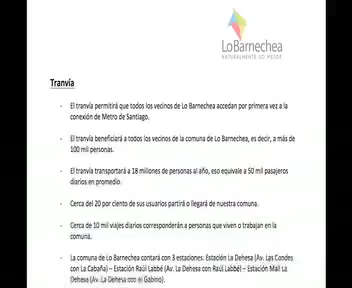 LoBarnechea
NATURALMENTE LO MEJOR
Tranvía
- El tranvía permitirá que todos los vecinos de Lo Barnechea accedan por primera vez a la
conexión de Metro de Santiago.
- El tranvía beneficiará a todos los vecinos de la comuna de Lo Barnechea, es decir, a más de
100 mil personas.
- El tranvía transportará a 18 millones de personas al año, eso equivale a 50 mil pasajeros
diarios en promedio.
- Cerca del 20 por ciento de sus usuarios partirá o llegará de nuestra comuna.
- Cerca de 10 mil viajes diarios corresponderán a personas que viven o trabajan en la
comuna.
- La comuna de Lo Barnechea contará con 3 estaciones: Estación La Dehesa (Av. Las Condes
con La Cabaña) – Estación Raúl Labbé (Av. La Dehesa con Raúl Labbé) – Estación Mall La
Dehesa (Av. La Dehesa con el Gabino).